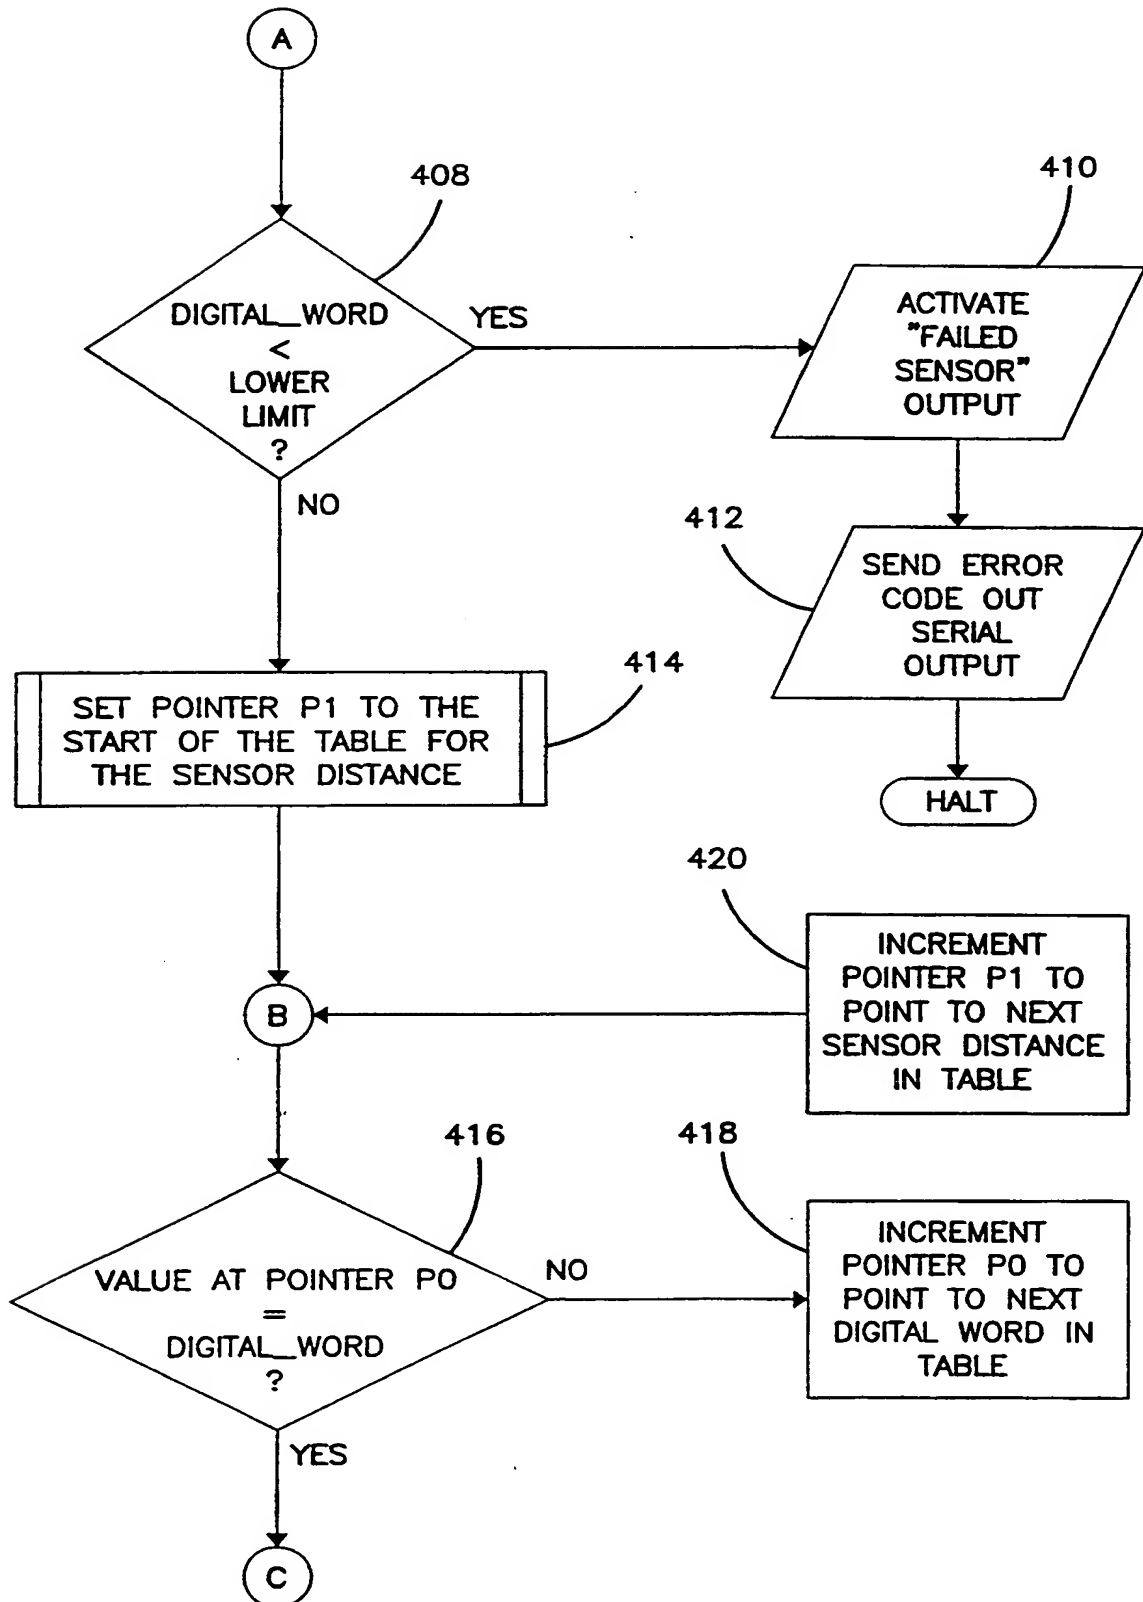 A
408
DIGITAL_WORD
<
LOWER
LIMIT
?
YES
NO
410
ACTIVATE
"FAILED
SENSOR"
OUTPUT
412
SEND ERROR
CODE OUT
SERIAL
OUTPUT
HALT
414
SET POINTER P1 TO THE
START OF THE TABLE FOR
THE SENSOR DISTANCE
420
INCREMENT
POINTER P1 TO
POINT TO NEXT
SENSOR DISTANCE
IN TABLE
B
416
VALUE AT POINTER P0
=
DIGITAL_WORD
?
NO
YES
418
INCREMENT
POINTER P0 TO
POINT TO NEXT
DIGITAL WORD IN
TABLE
C